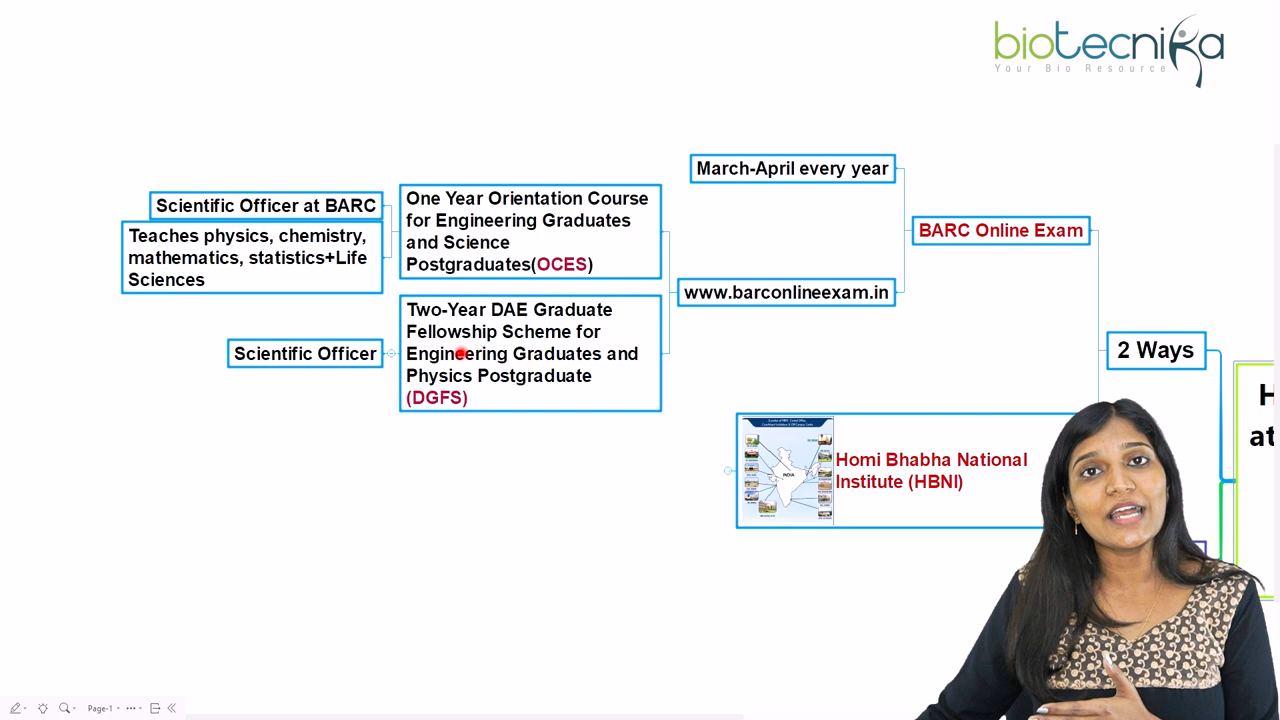 biotecnika
Your Bio Resource
March-April every year
Scientific Officer at BARC
One Year Orientation Course
for Engineering Graduates
and Science
Postgraduates(OCES)
Teaches physics, chemistry,
mathematics, statistics+Life
Sciences
BARC Online Exam
www.barconlineexam.in
Two-Year DAE Graduate
Fellowship Scheme for
Engineering Graduates and
Physics Postgraduate
(DGFS)
Scientific Officer
2 Ways
H
at
INDIA
Homi Bhabha National
Institute (HBNI)
Page-1